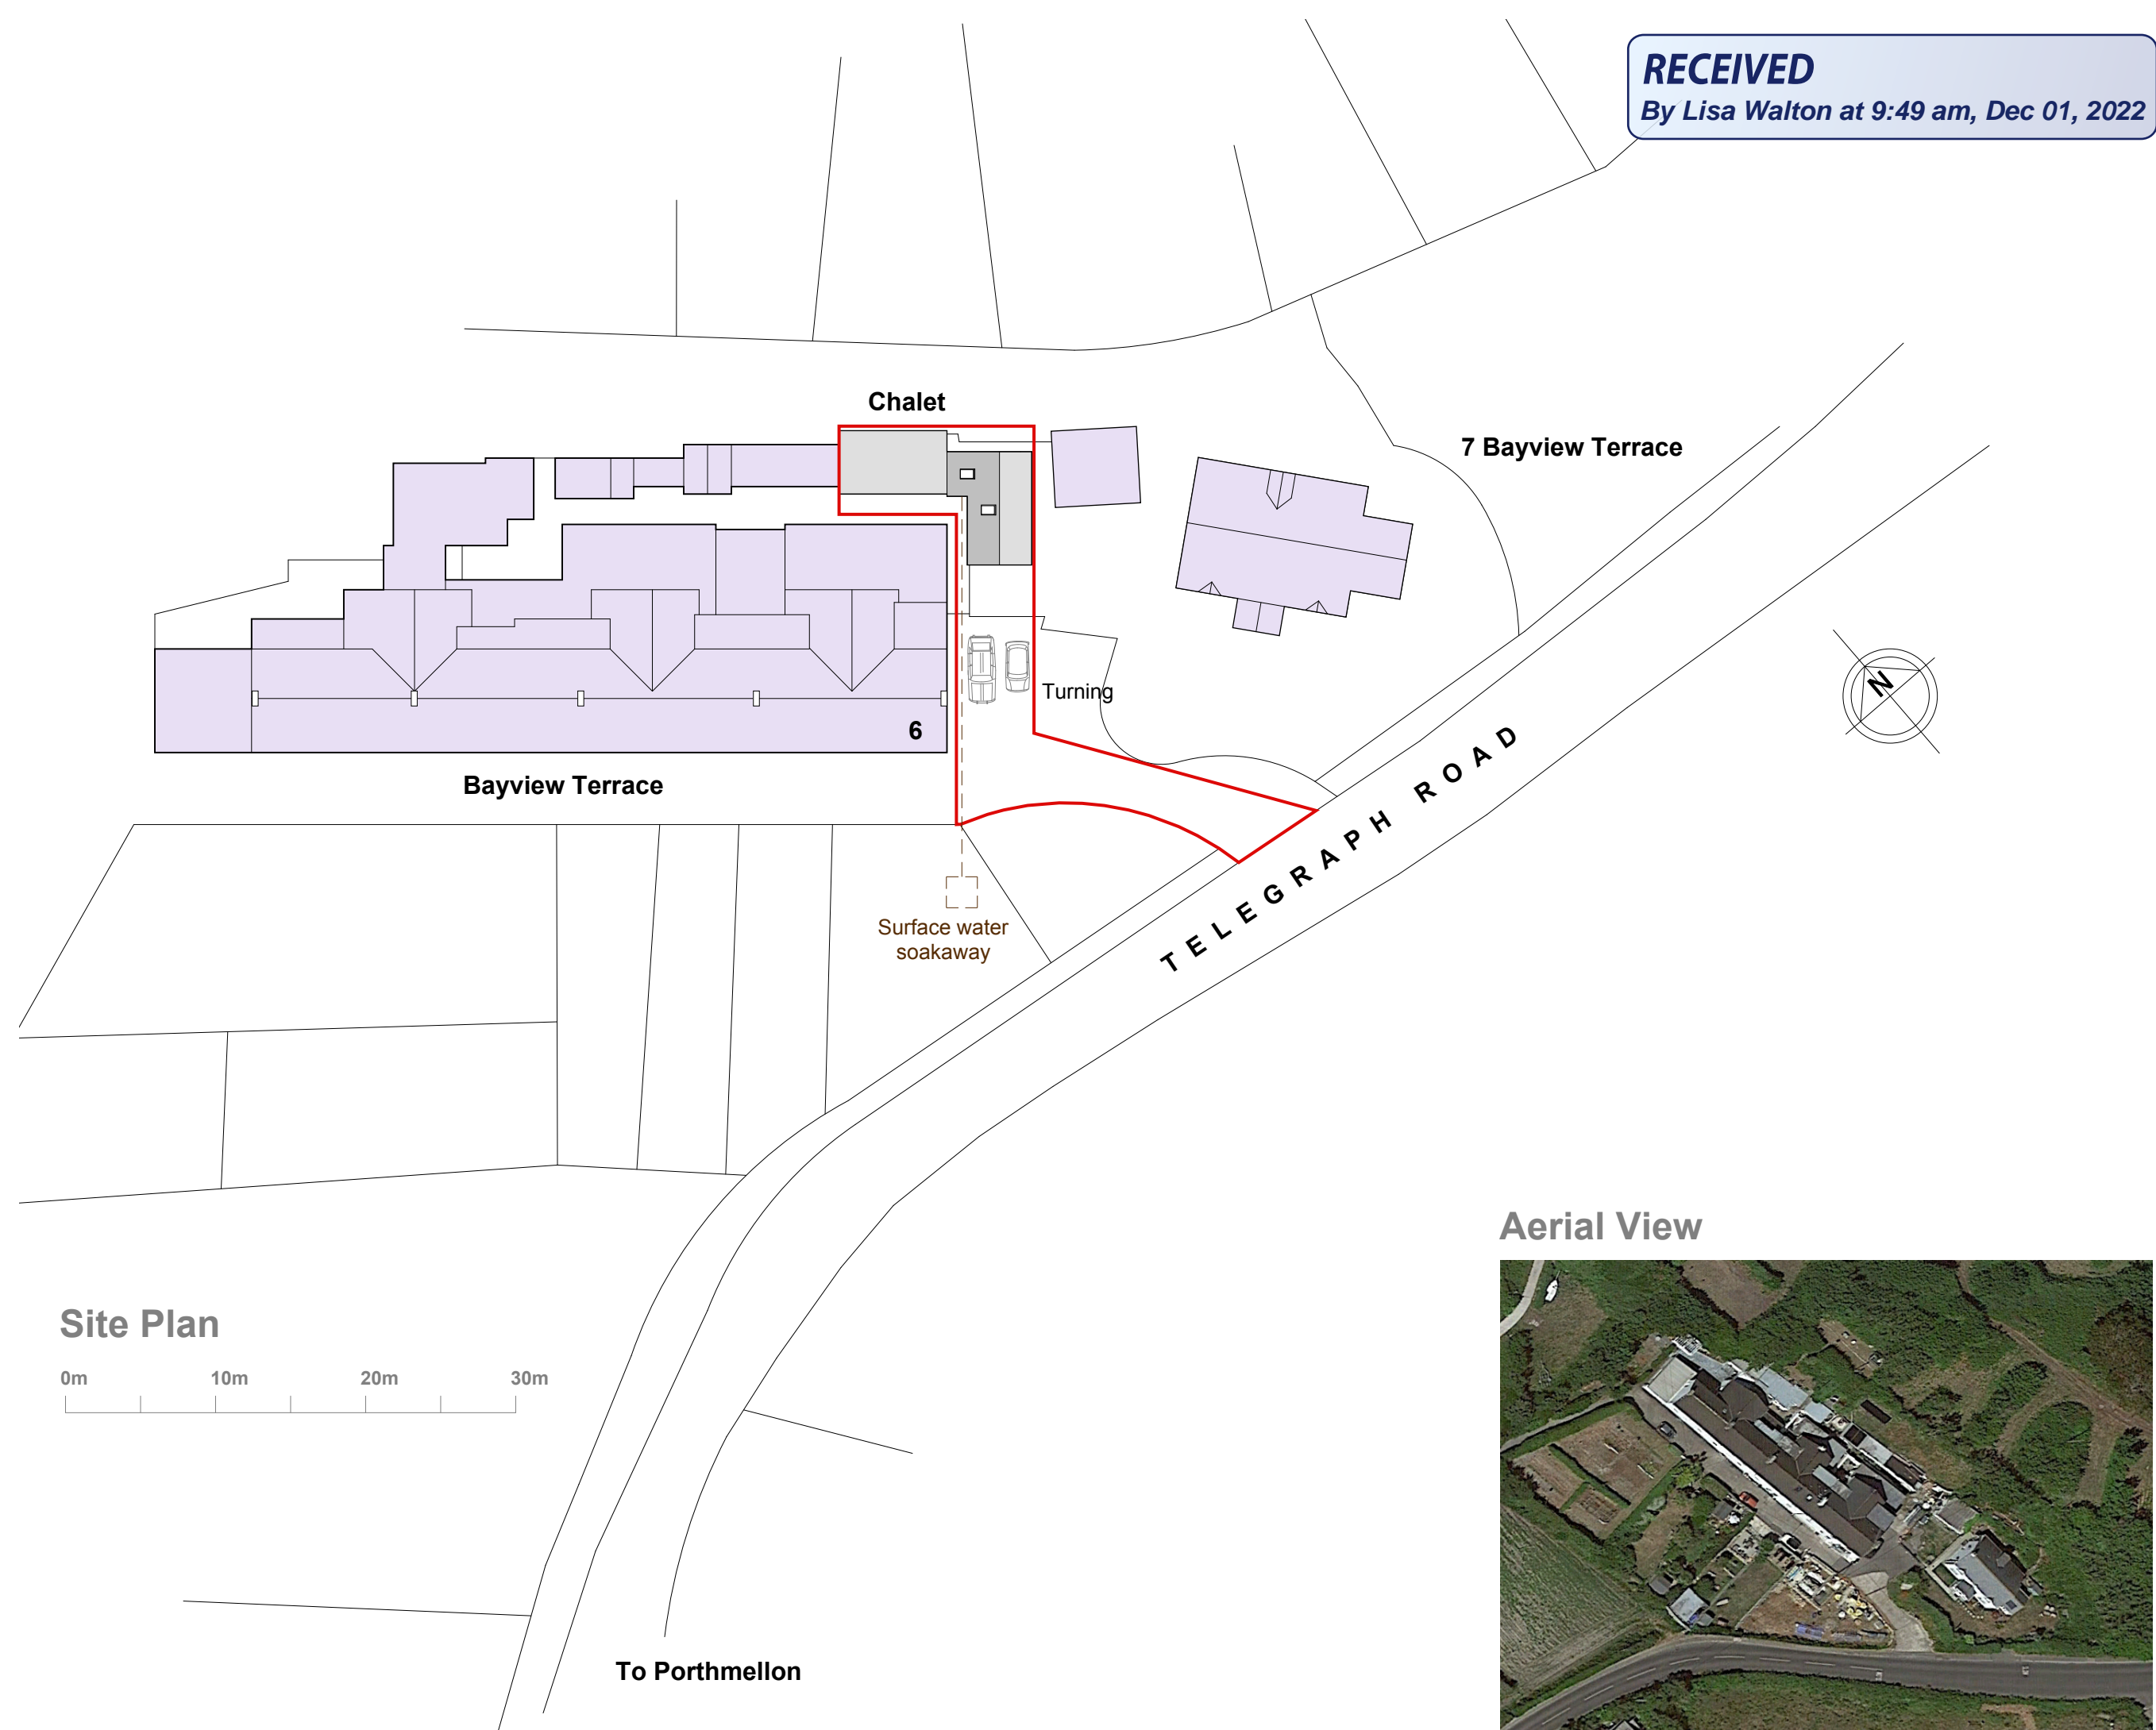 RECEIVED
By Lisa Walton at 9:49 am, Dec 01, 2022
Chalet
7 Bayview Terrace
Turning
N
6
Bayview Terrace
TELEGRAPH ROAD
Surface water
soakaway
Aerial View
Site Plan
0m 10m 20m 30m
To Porthmellon